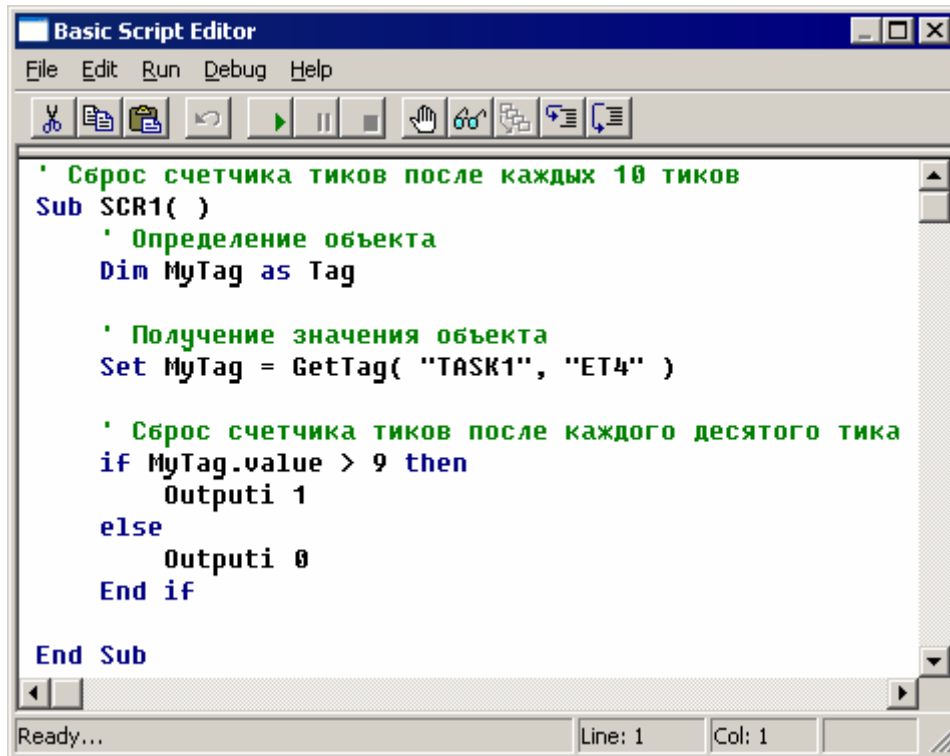 Basic Script Editor
File Edit Run Debug Help
' Сброс счетчика тиков после каждых 10 тиков
Sub SCR1( )
' Определение объекта
Dim MyTag as Tag
' Получение значения объекта
Set MyTag = GetTag( "TASK1", "ET4" )
' Сброс счетчика тиков после каждого десятого тика
if MyTag.value > 9 then
Outputi 1
else
Outputi 0
End if
End Sub
Ready... Line: 1 Col: 1